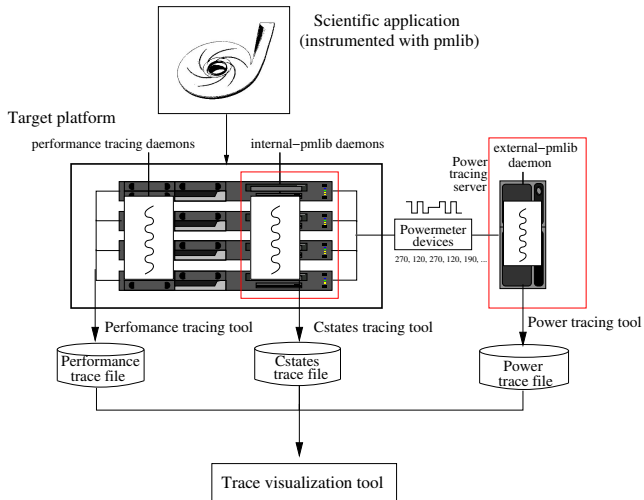 Scientific application
(instrumented with pmlib)
Target platform
performance tracing daemons
internal-pmlib daemons
external-pmlib
daemon
Power
tracing
server
Powermeter
devices
270, 120, 270, 120, 190, ...
Perfomance tracing tool
Cstates tracing tool
Power tracing tool
Performance
trace file
Cstates
trace file
Power
trace file
Trace visualization tool